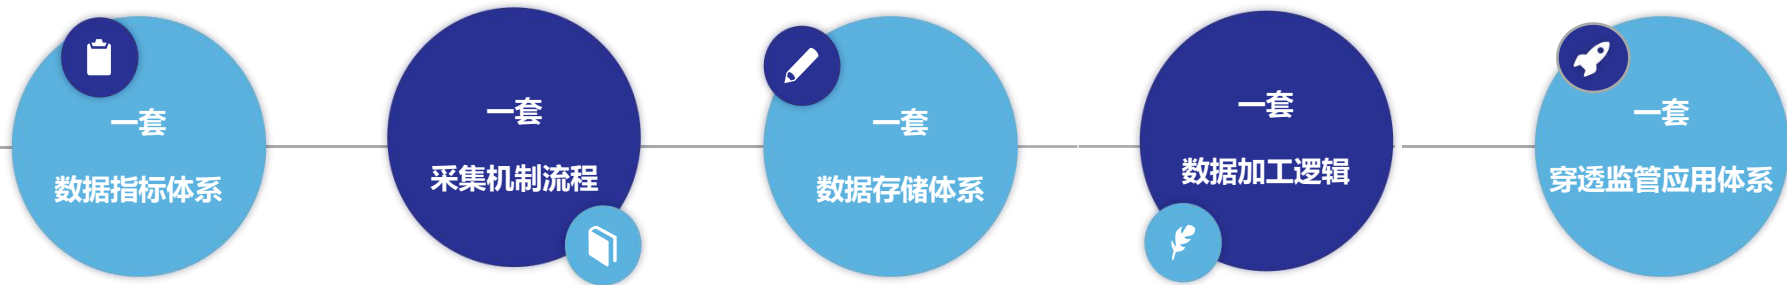 一套
数据指标体系
一套
采集机制流程
一套
数据存储体系
一套
数据加工逻辑
一套
穿透监管应用体系